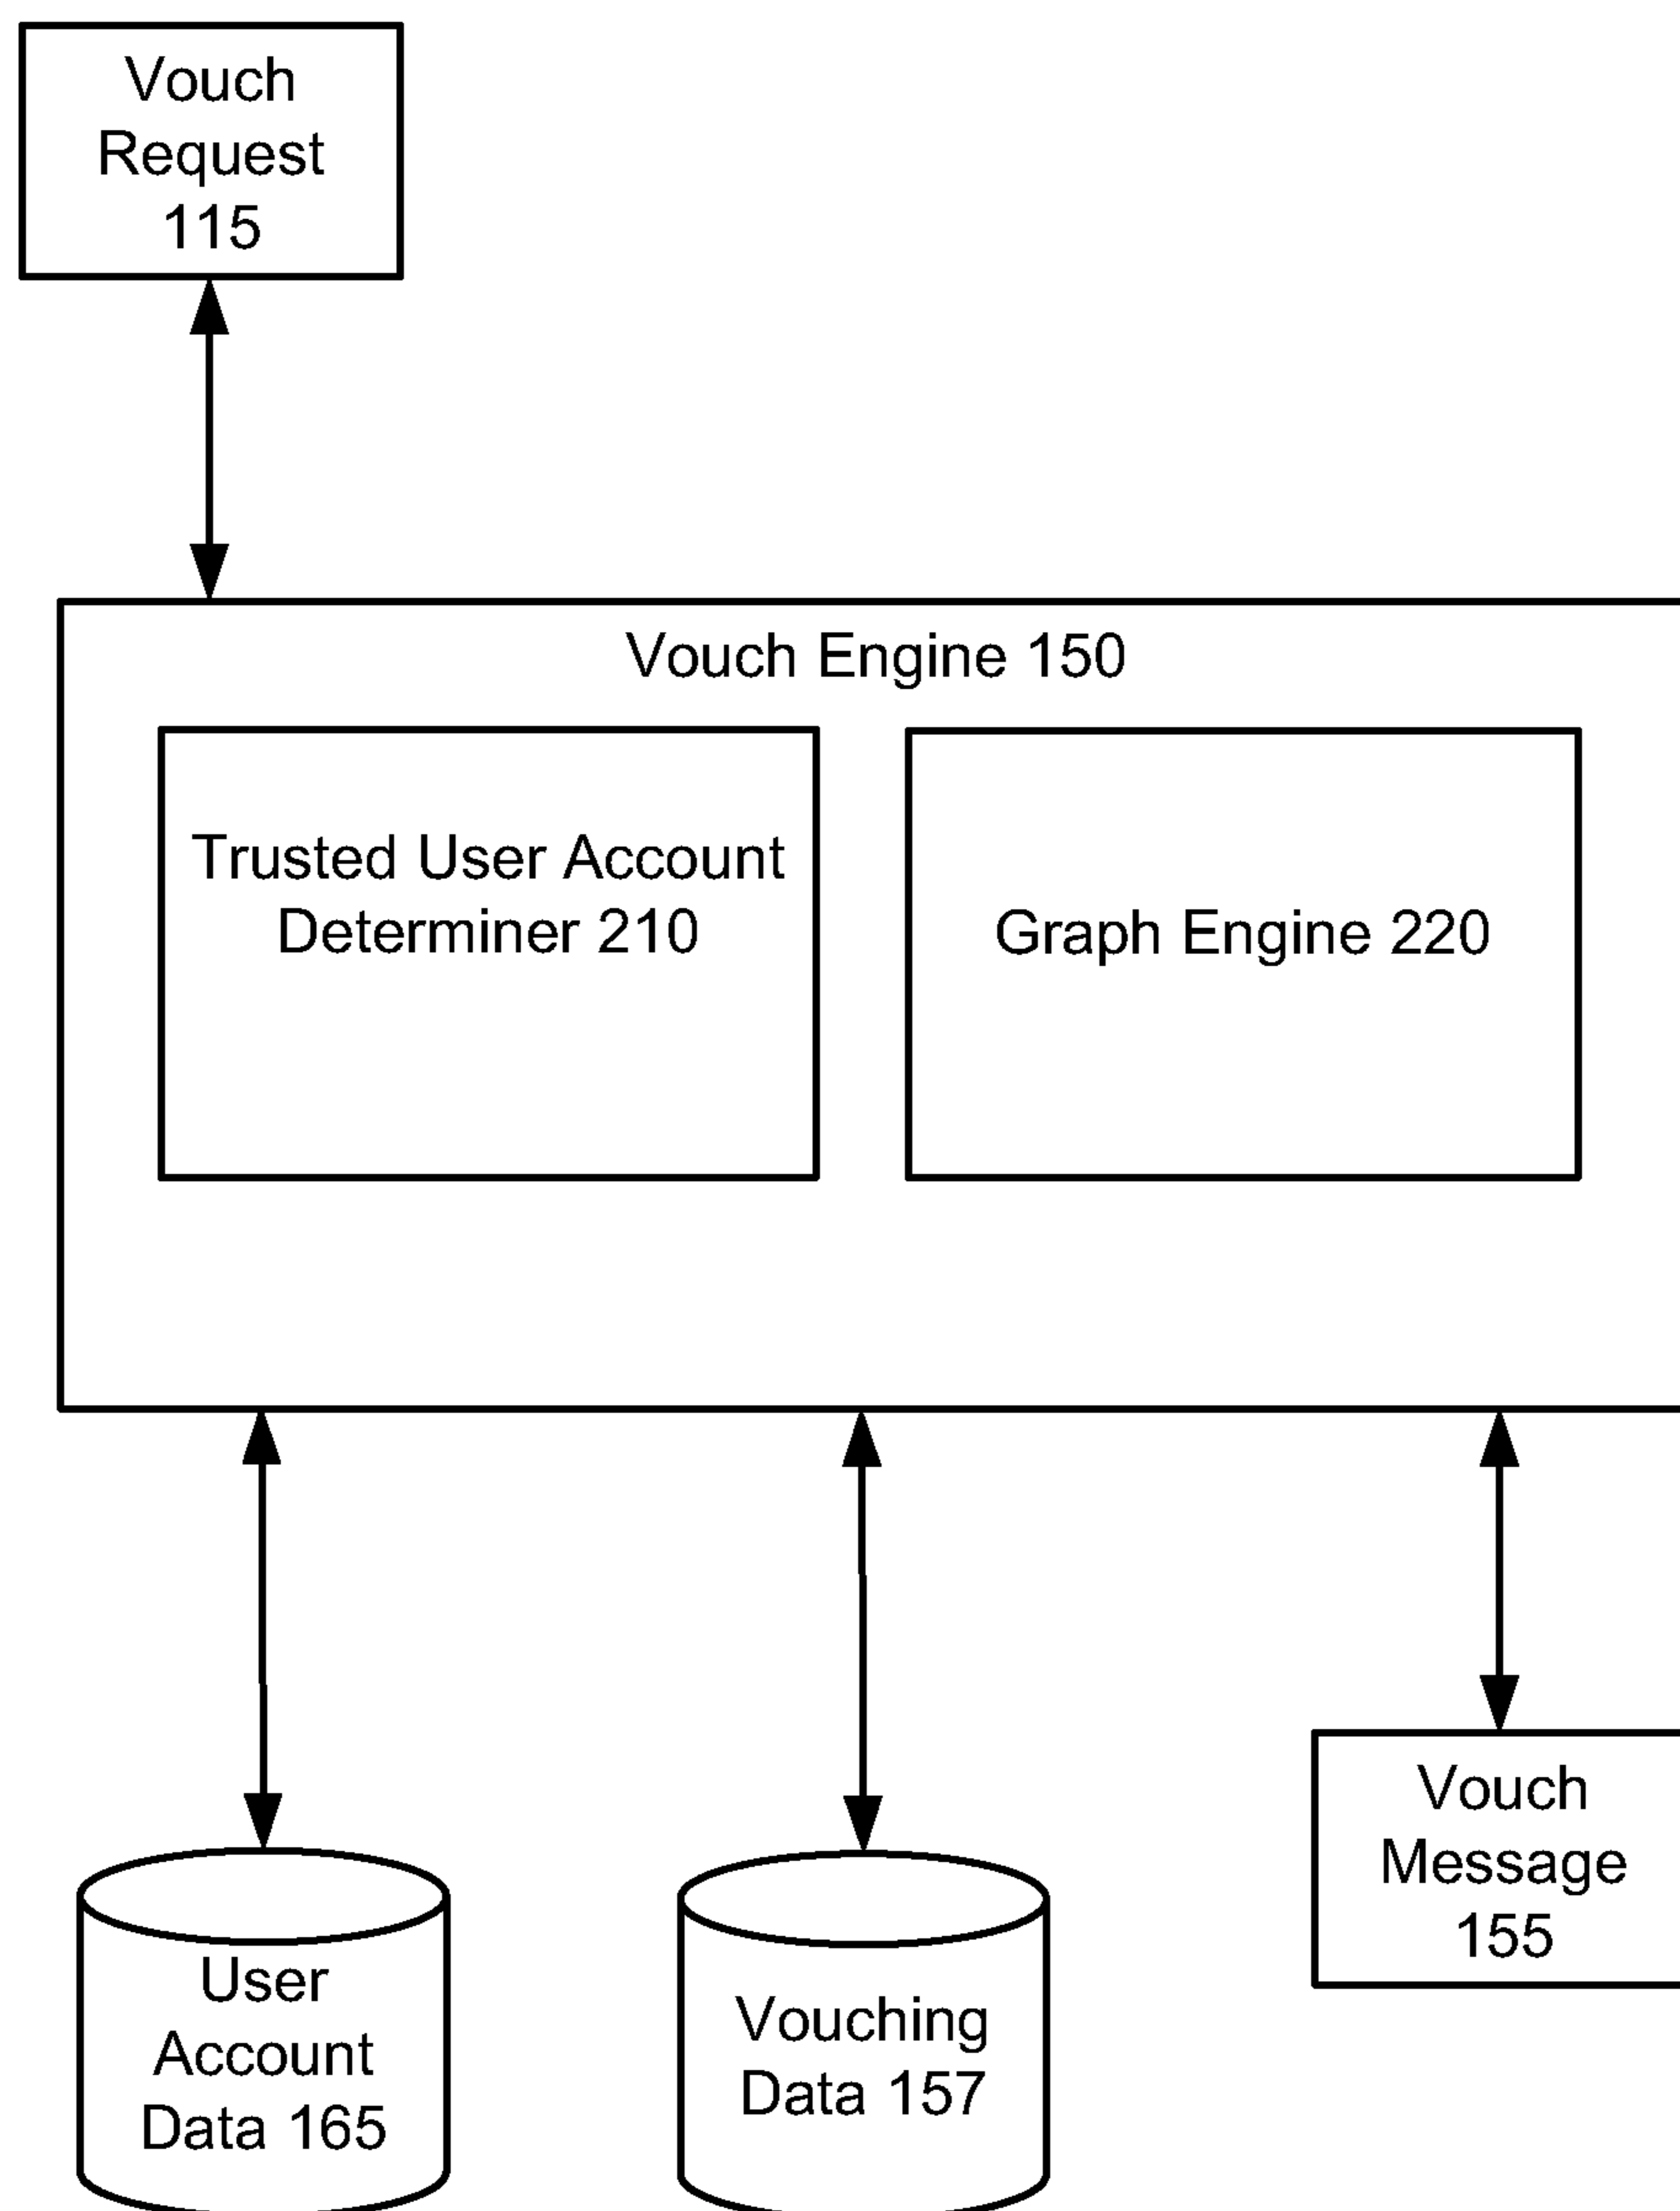 Vouch
Request
115
Vouch Engine 150
Trusted User Account
Determiner 210
Graph Engine 220
User
Account
Data 165
Vouching
Data 157
Vouch
Message
155